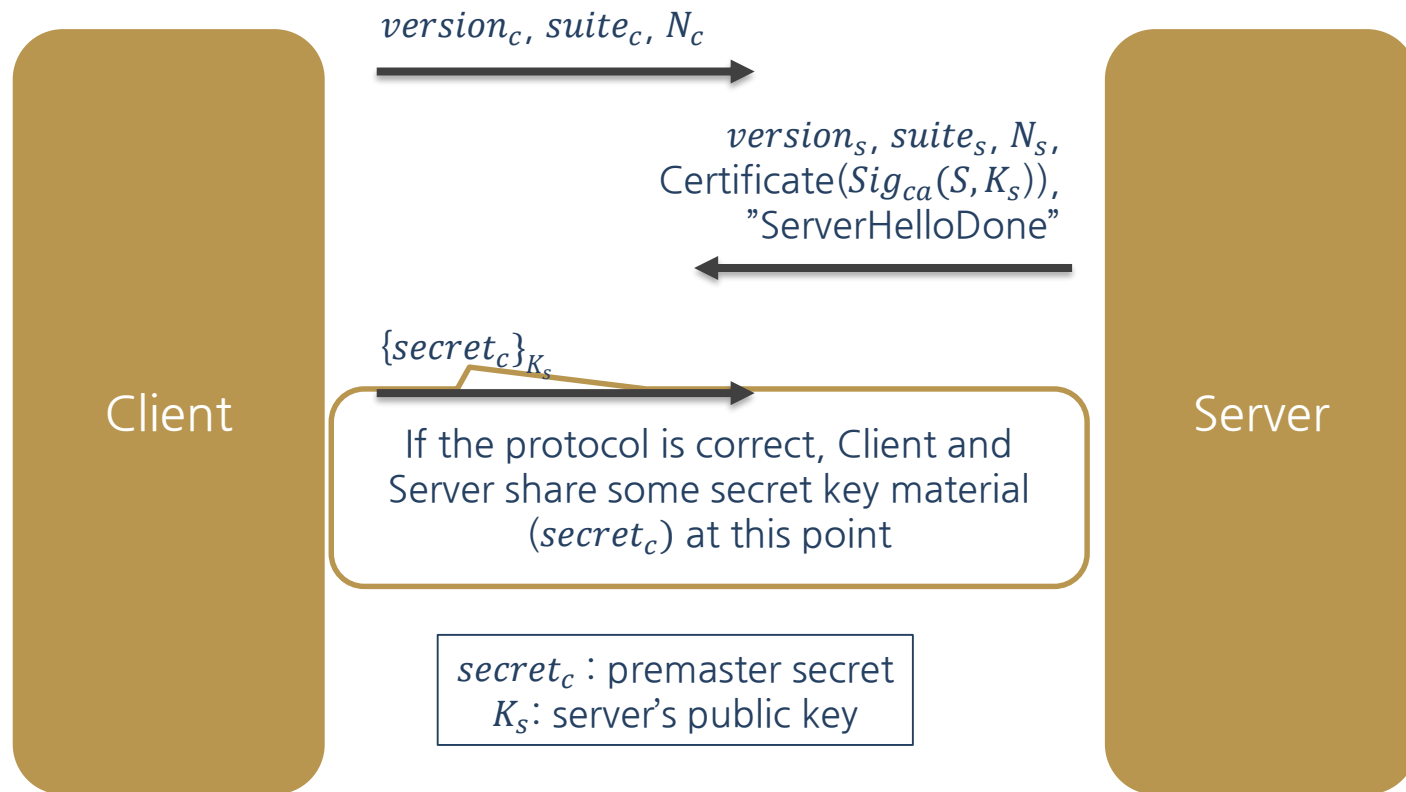 version_c, suite_c, N_c
version_s, suite_s, N_s,
Certificate(Sig_ca(S, K_s)),
”ServerHelloDone”
{secret_c}_K_s
Client
Server
If the protocol is correct, Client and
Server share some secret key material
(secret_c) at this point
secret_c : premaster secret
K_s: server’s public key